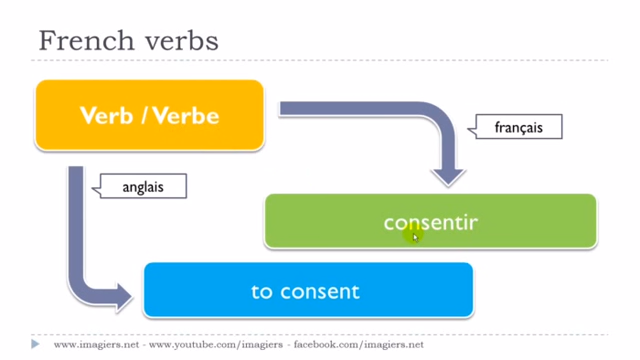 French verbs
Verb / Verbe
français
anglais
consentir
to consent
www.imagiers.net - www.youtube.com/imagiers - facebook.com/imagiers.net